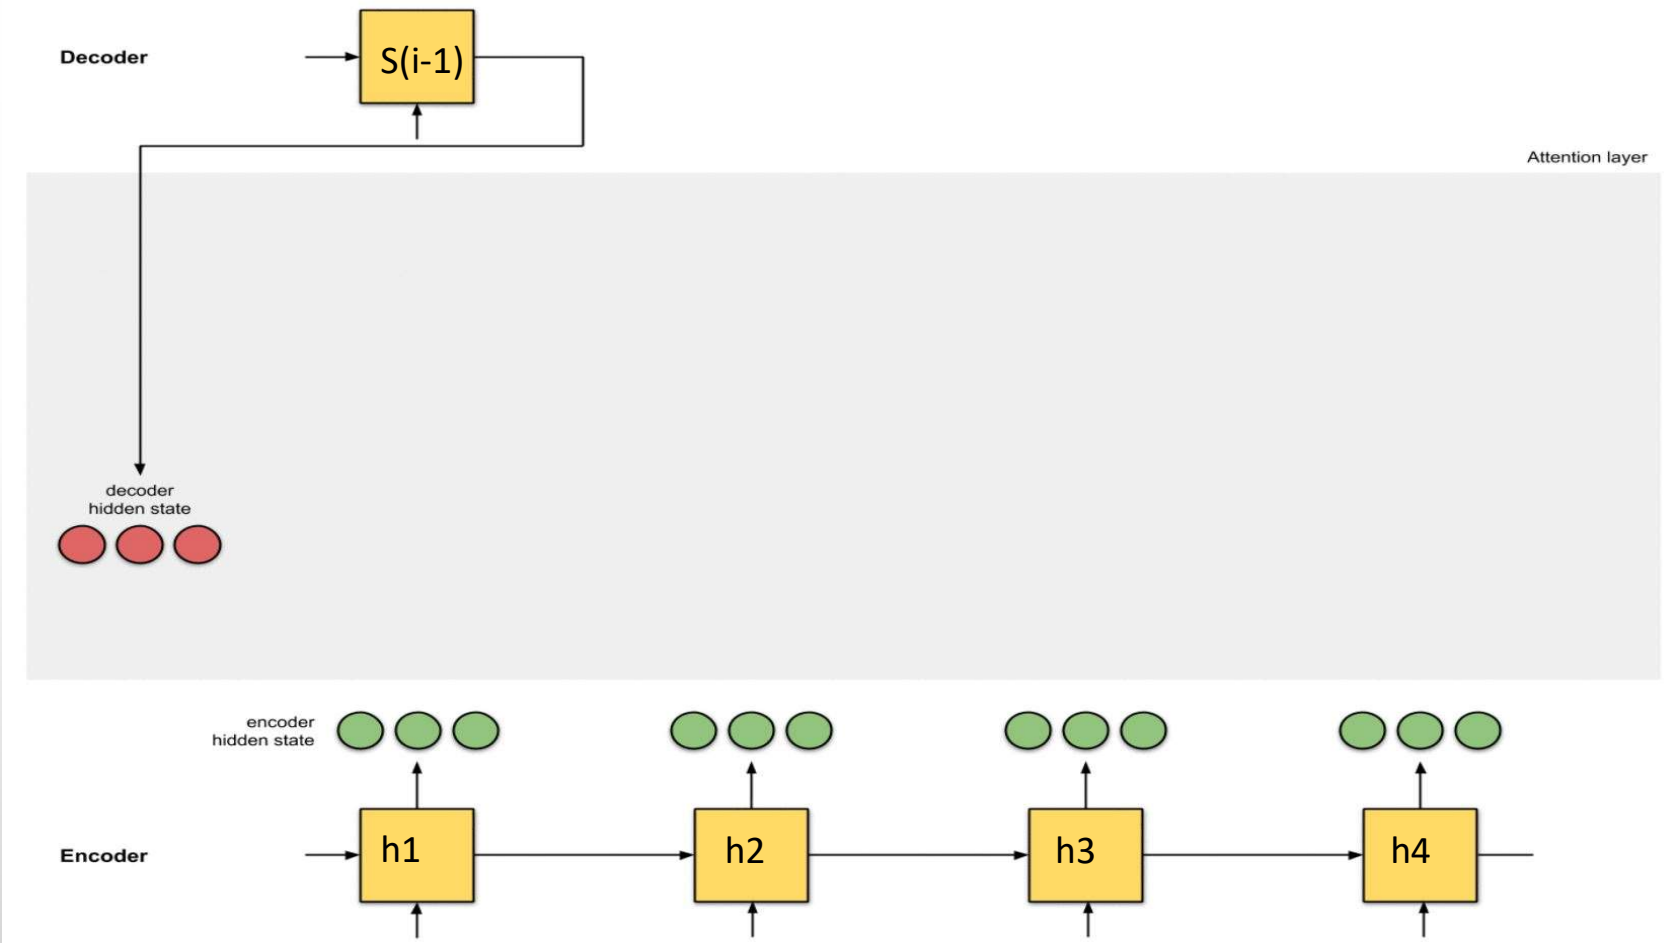 Decoder
S(i-1)
Attention layer
decoder
hidden state
encoder
hidden state
Encoder
h1
h2
h3
h4